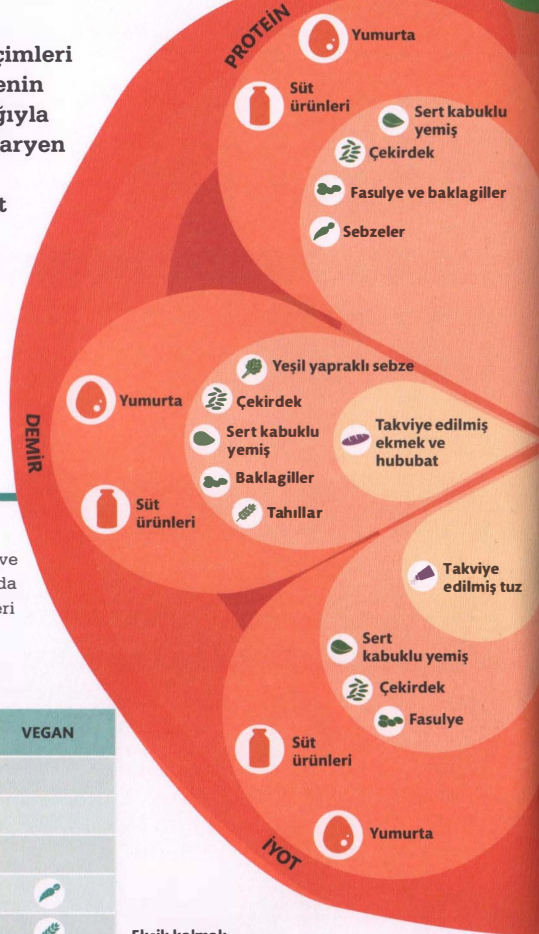 PROTEİN
Yumurta
Süt
ürünleri
Sert kabuklu
yemiş
Çekirdek
Fasulye ve baklagiller
Sebzeler
DEMİR
Yumurta
Süt
ürünleri
Yeşil yapraklı sebze
Çekirdek
Sert kabuklu
yemiş
Baklagiller
Tahıllar
Takviye edilmiş
ekmek ve
hububat
Takviye
edilmiş tuz
Sert
kabuklu yemiş
Çekirdek
Fasulye
Süt
ürünleri
Yumurta
İYOT
ve
VEGAN